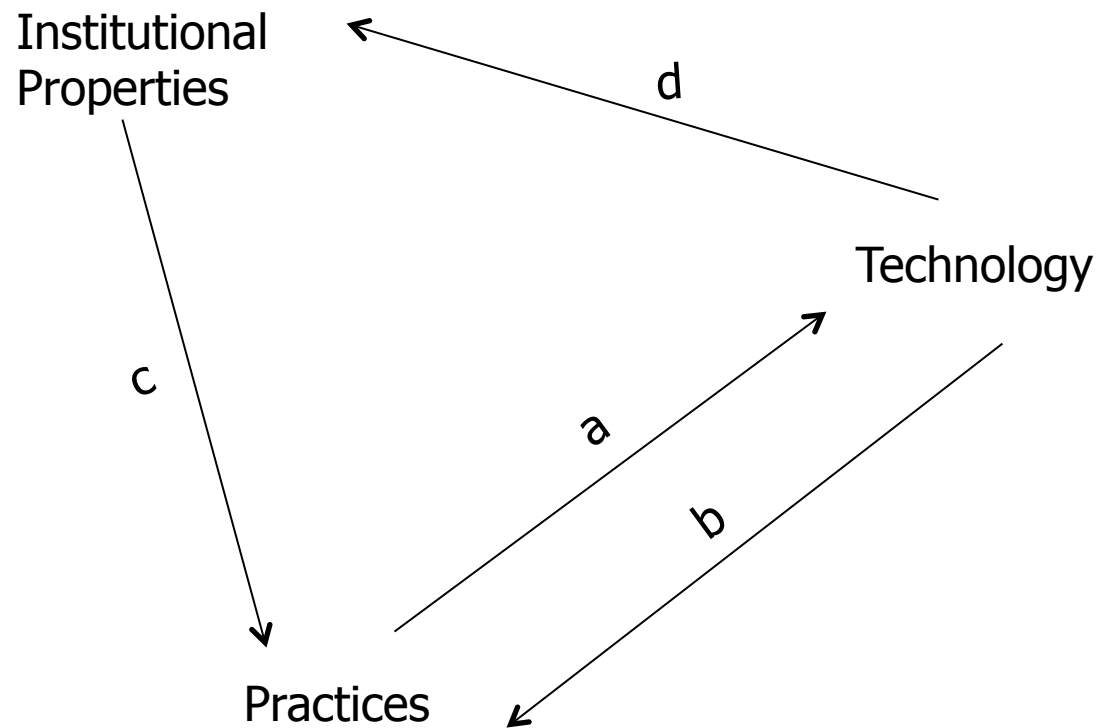 Institutional
Properties
d
Technology
c
a
b
Practices